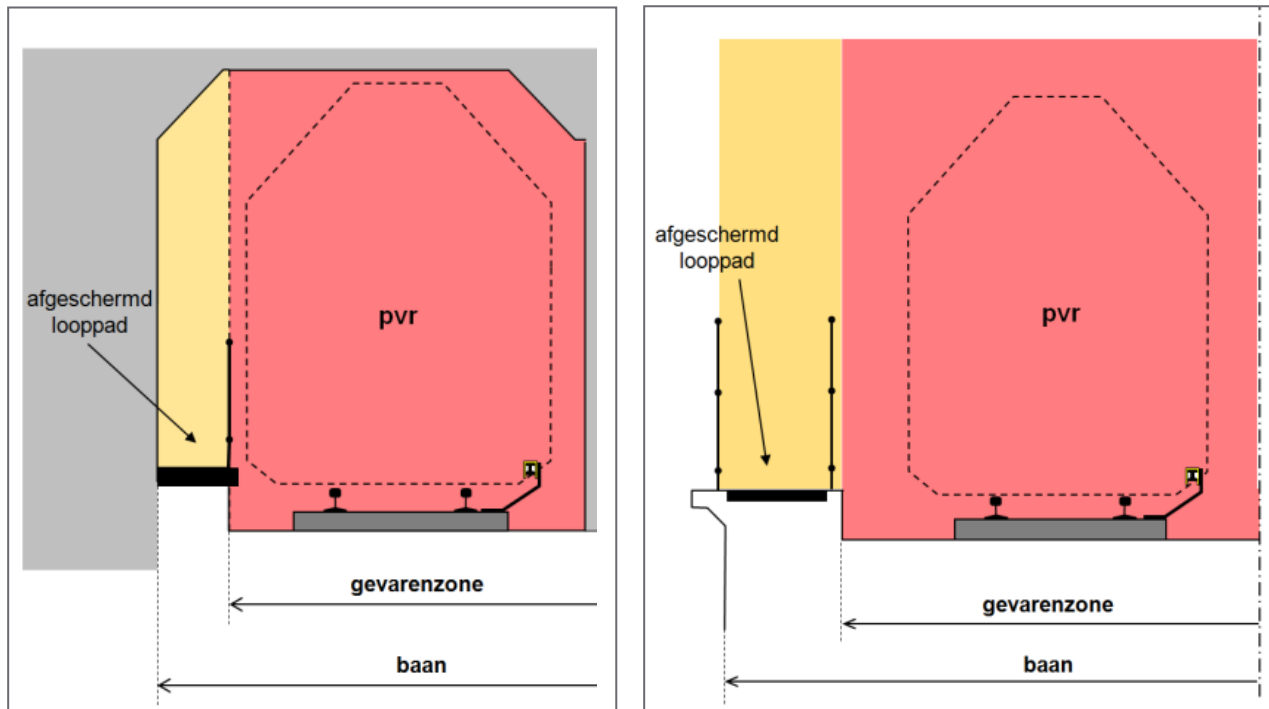 afgeschermd
looppad
pvr
gevarenzone
baan
afgeschermd
looppad
pvr
gevarenzone
baan